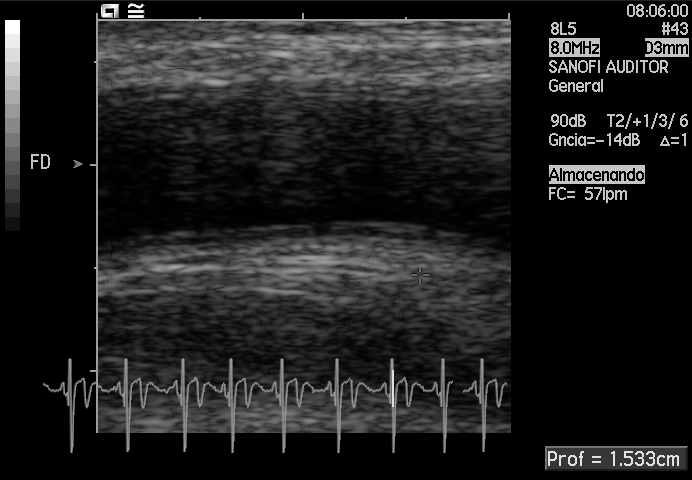 08:06:00
8L5 #43
8.0MHz D3mm
SANOFI AUDITOR
General
90dB T2/+1/3/6
Gncia=-14dB Δ=1
FD
Almacenando
FC= 57lpm
Prof = 1.533cm